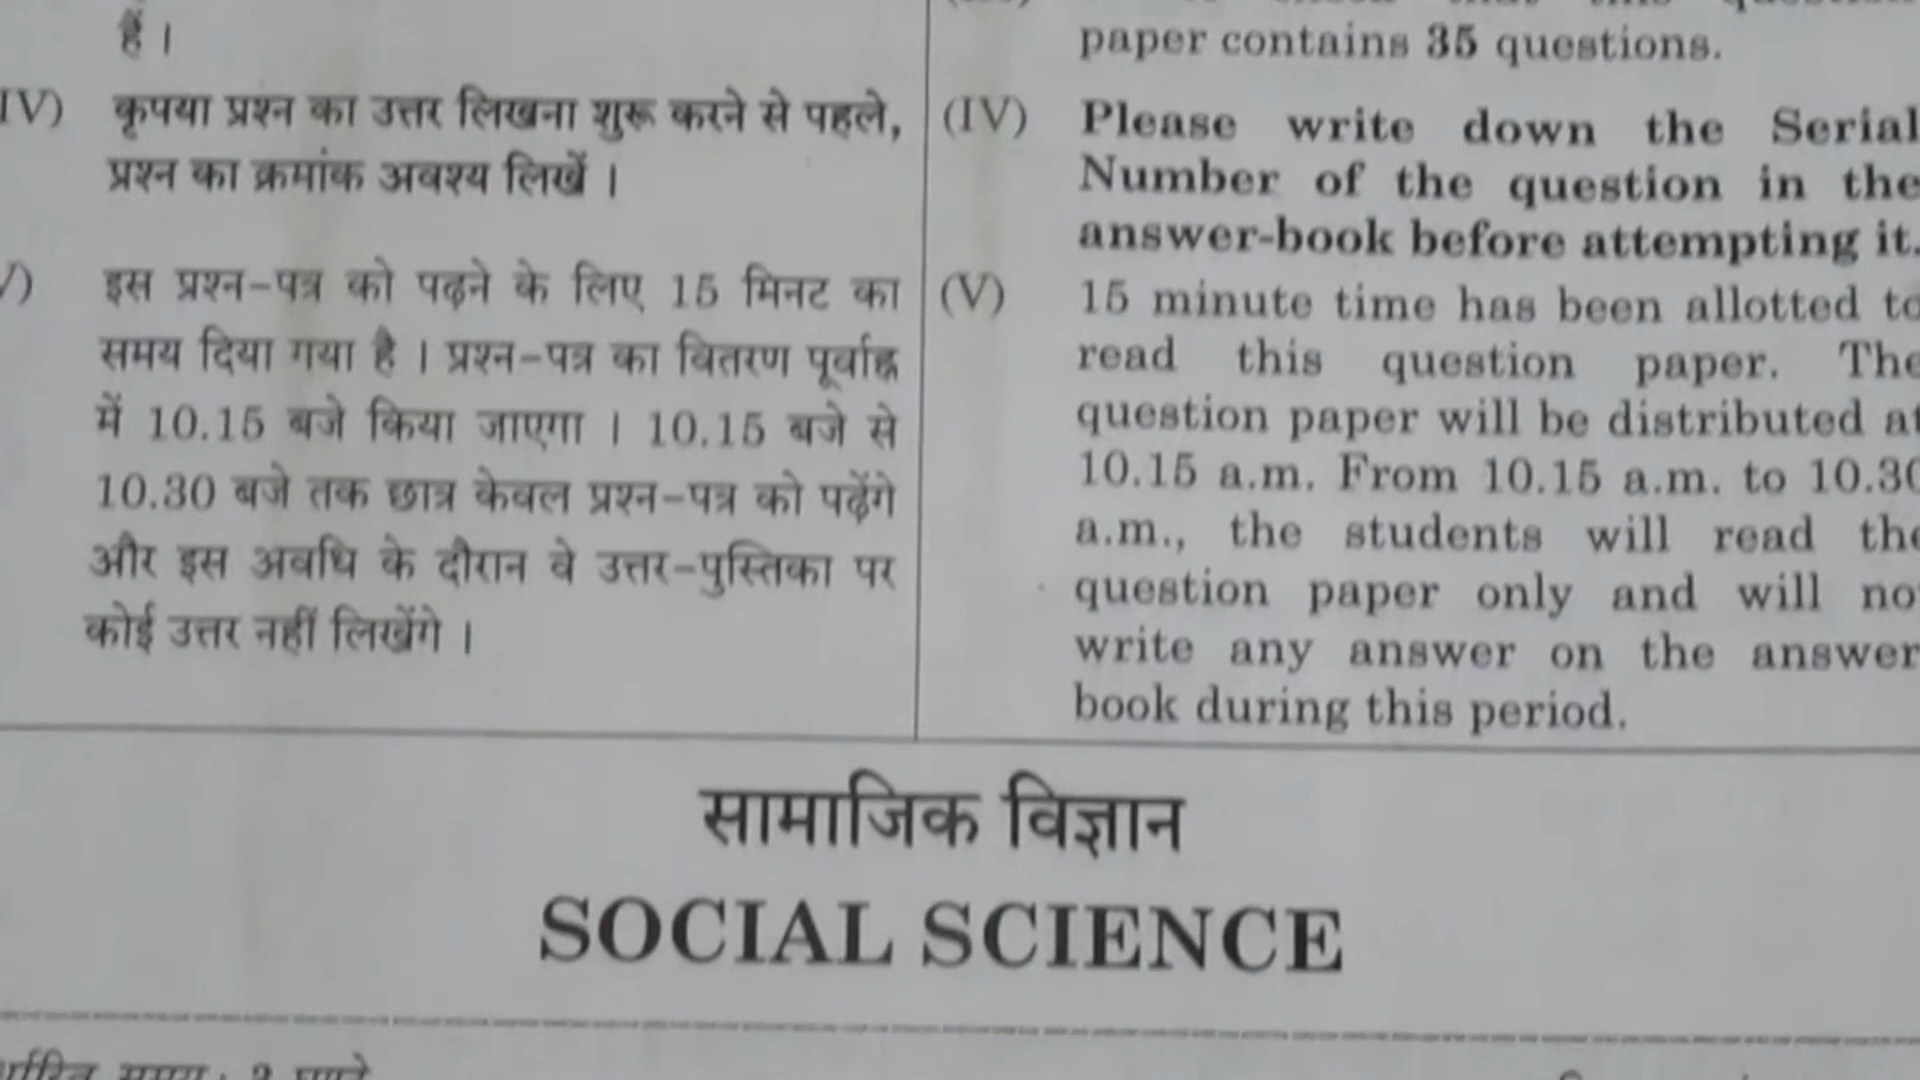 हैं ।
IV) कृपया प्रश्न का उत्तर लिखना शुरू करने से पहले,
प्रश्न का क्रमांक अवश्य लिखें ।
V) इस प्रश्न-पत्र को पढ़ने के लिए 15 मिनट का
समय दिया गया है । प्रश्न-पत्र का वितरण पूर्वाह्न
में 10.15 बजे किया जाएगा । 10.15 बजे से
10.30 बजे तक छात्र केवल प्रश्न-पत्र को पढ़ेंगे
और इस अवधि के दौरान वे उत्तर-पुस्तिका पर
कोई उत्तर नहीं लिखेंगे ।
paper contains 35 questions.
(IV) Please write down the Serial
Number of the question in the
answer-book before attempting it.
(V) 15 minute time has been allotted to
read this question paper. The
question paper will be distributed at
10.15 a.m. From 10.15 a.m. to 10.30
a.m., the students will read the
question paper only and will not
write any answer on the answer
book during this period.
सामाजिक विज्ञान
SOCIAL SCIENCE